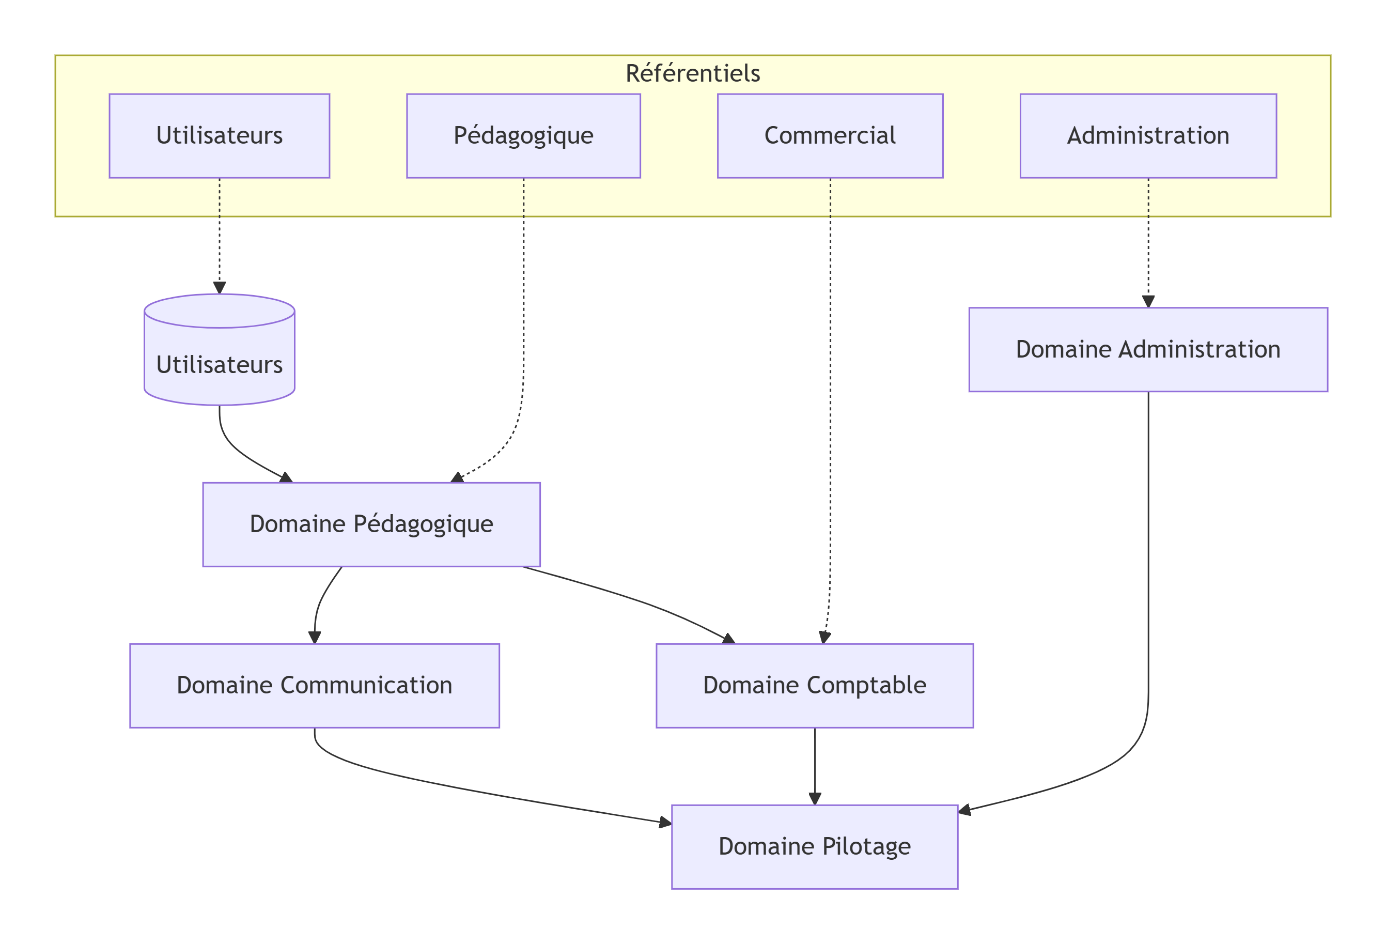 Référentiels
Utilisateurs
Pédagogique
Commercial
Administration
Utilisateurs
Domaine Administration
Domaine Pédagogique
Domaine Communication
Domaine Comptable
Domaine Pilotage